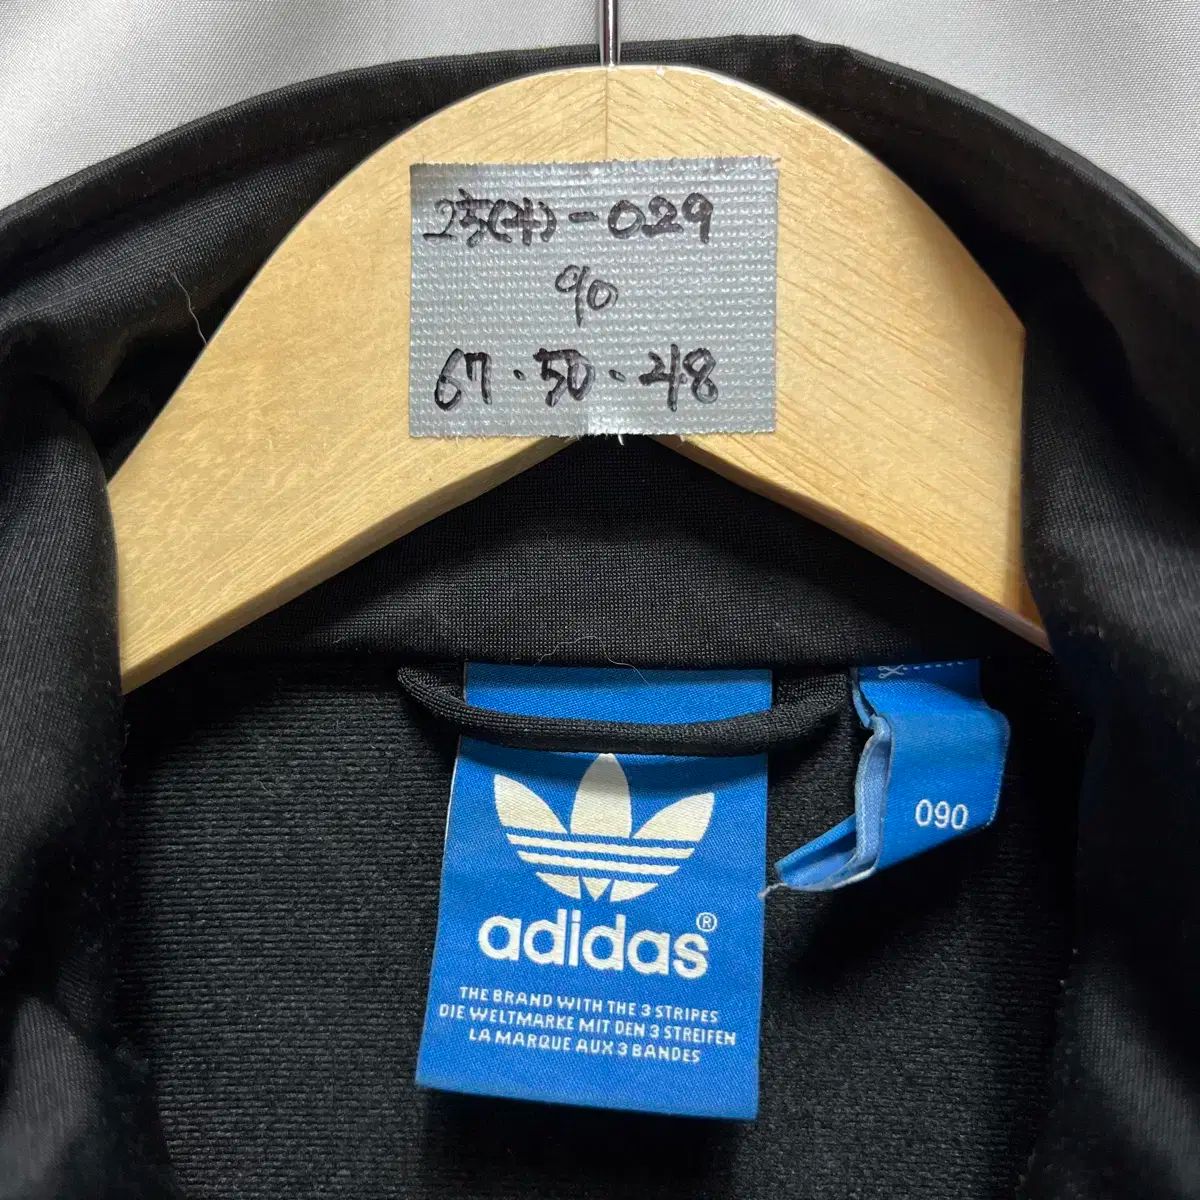 -029
90
67·50·48
090
adidas®
THE BRAND WITH THE 3 STRIPES
DIE WELTMARKE MIT DEN 3 STREIFEN
LA MARQUE AUX 3 BANDES